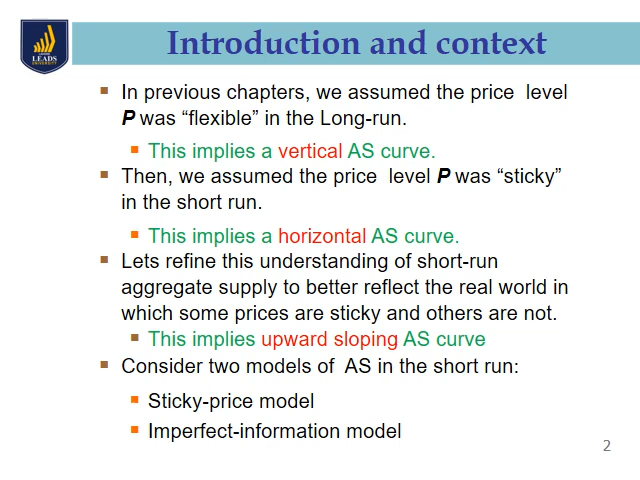 LEADS
UNIVERSITY
Introduction and context
In previous chapters, we assumed the price level
P was “flexible” in the Long-run.
This implies a vertical AS curve.
Then, we assumed the price level P was “sticky”
in the short run.
This implies a horizontal AS curve.
Lets refine this understanding of short-run
aggregate supply to better reflect the real world in
which some prices are sticky and others are not.
This implies upward sloping AS curve
Consider two models of AS in the short run:
Sticky-price model
Imperfect-information model
2